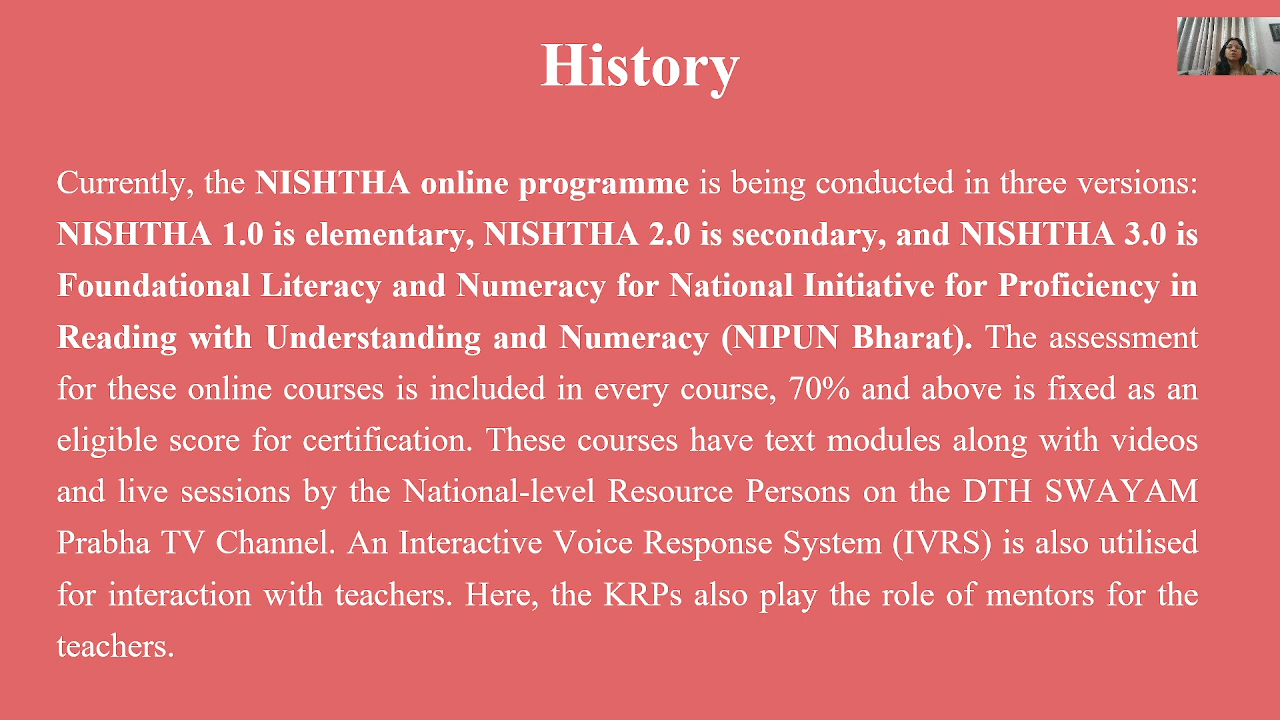 History
Currently, the NISHTHA online programme is being conducted in three versions:
NISHTHA 1.0 is elementary, NISHTHA 2.0 is secondary, and NISHTHA 3.0 is
Foundational Literacy and Numeracy for National Initiative for Proficiency in
Reading with Understanding and Numeracy (NIPUN Bharat). The assessment
for these online courses is included in every course, 70% and above is fixed as an
eligible score for certification. These courses have text modules along with videos
and live sessions by the National-level Resource Persons on the DTH SWAYAM
Prabha TV Channel. An Interactive Voice Response System (IVRS) is also utilised
for interaction with teachers. Here, the KRPs also play the role of mentors for the
teachers.